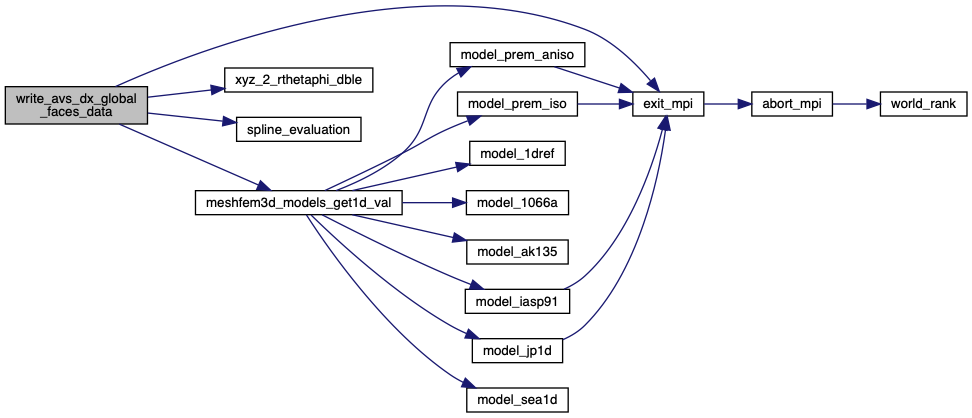 write_avs_dx_global
_faces_data
xyz_2_rthetaphi_dble
spline_evaluation
meshfem3d_models_get1d_val
model_prem_aniso
model_prem_iso
model_1dref
model_1066a
model_ak135
model_iasp91
model_jp1d
model_sea1d
exit_mpi
abort_mpi
world_rank